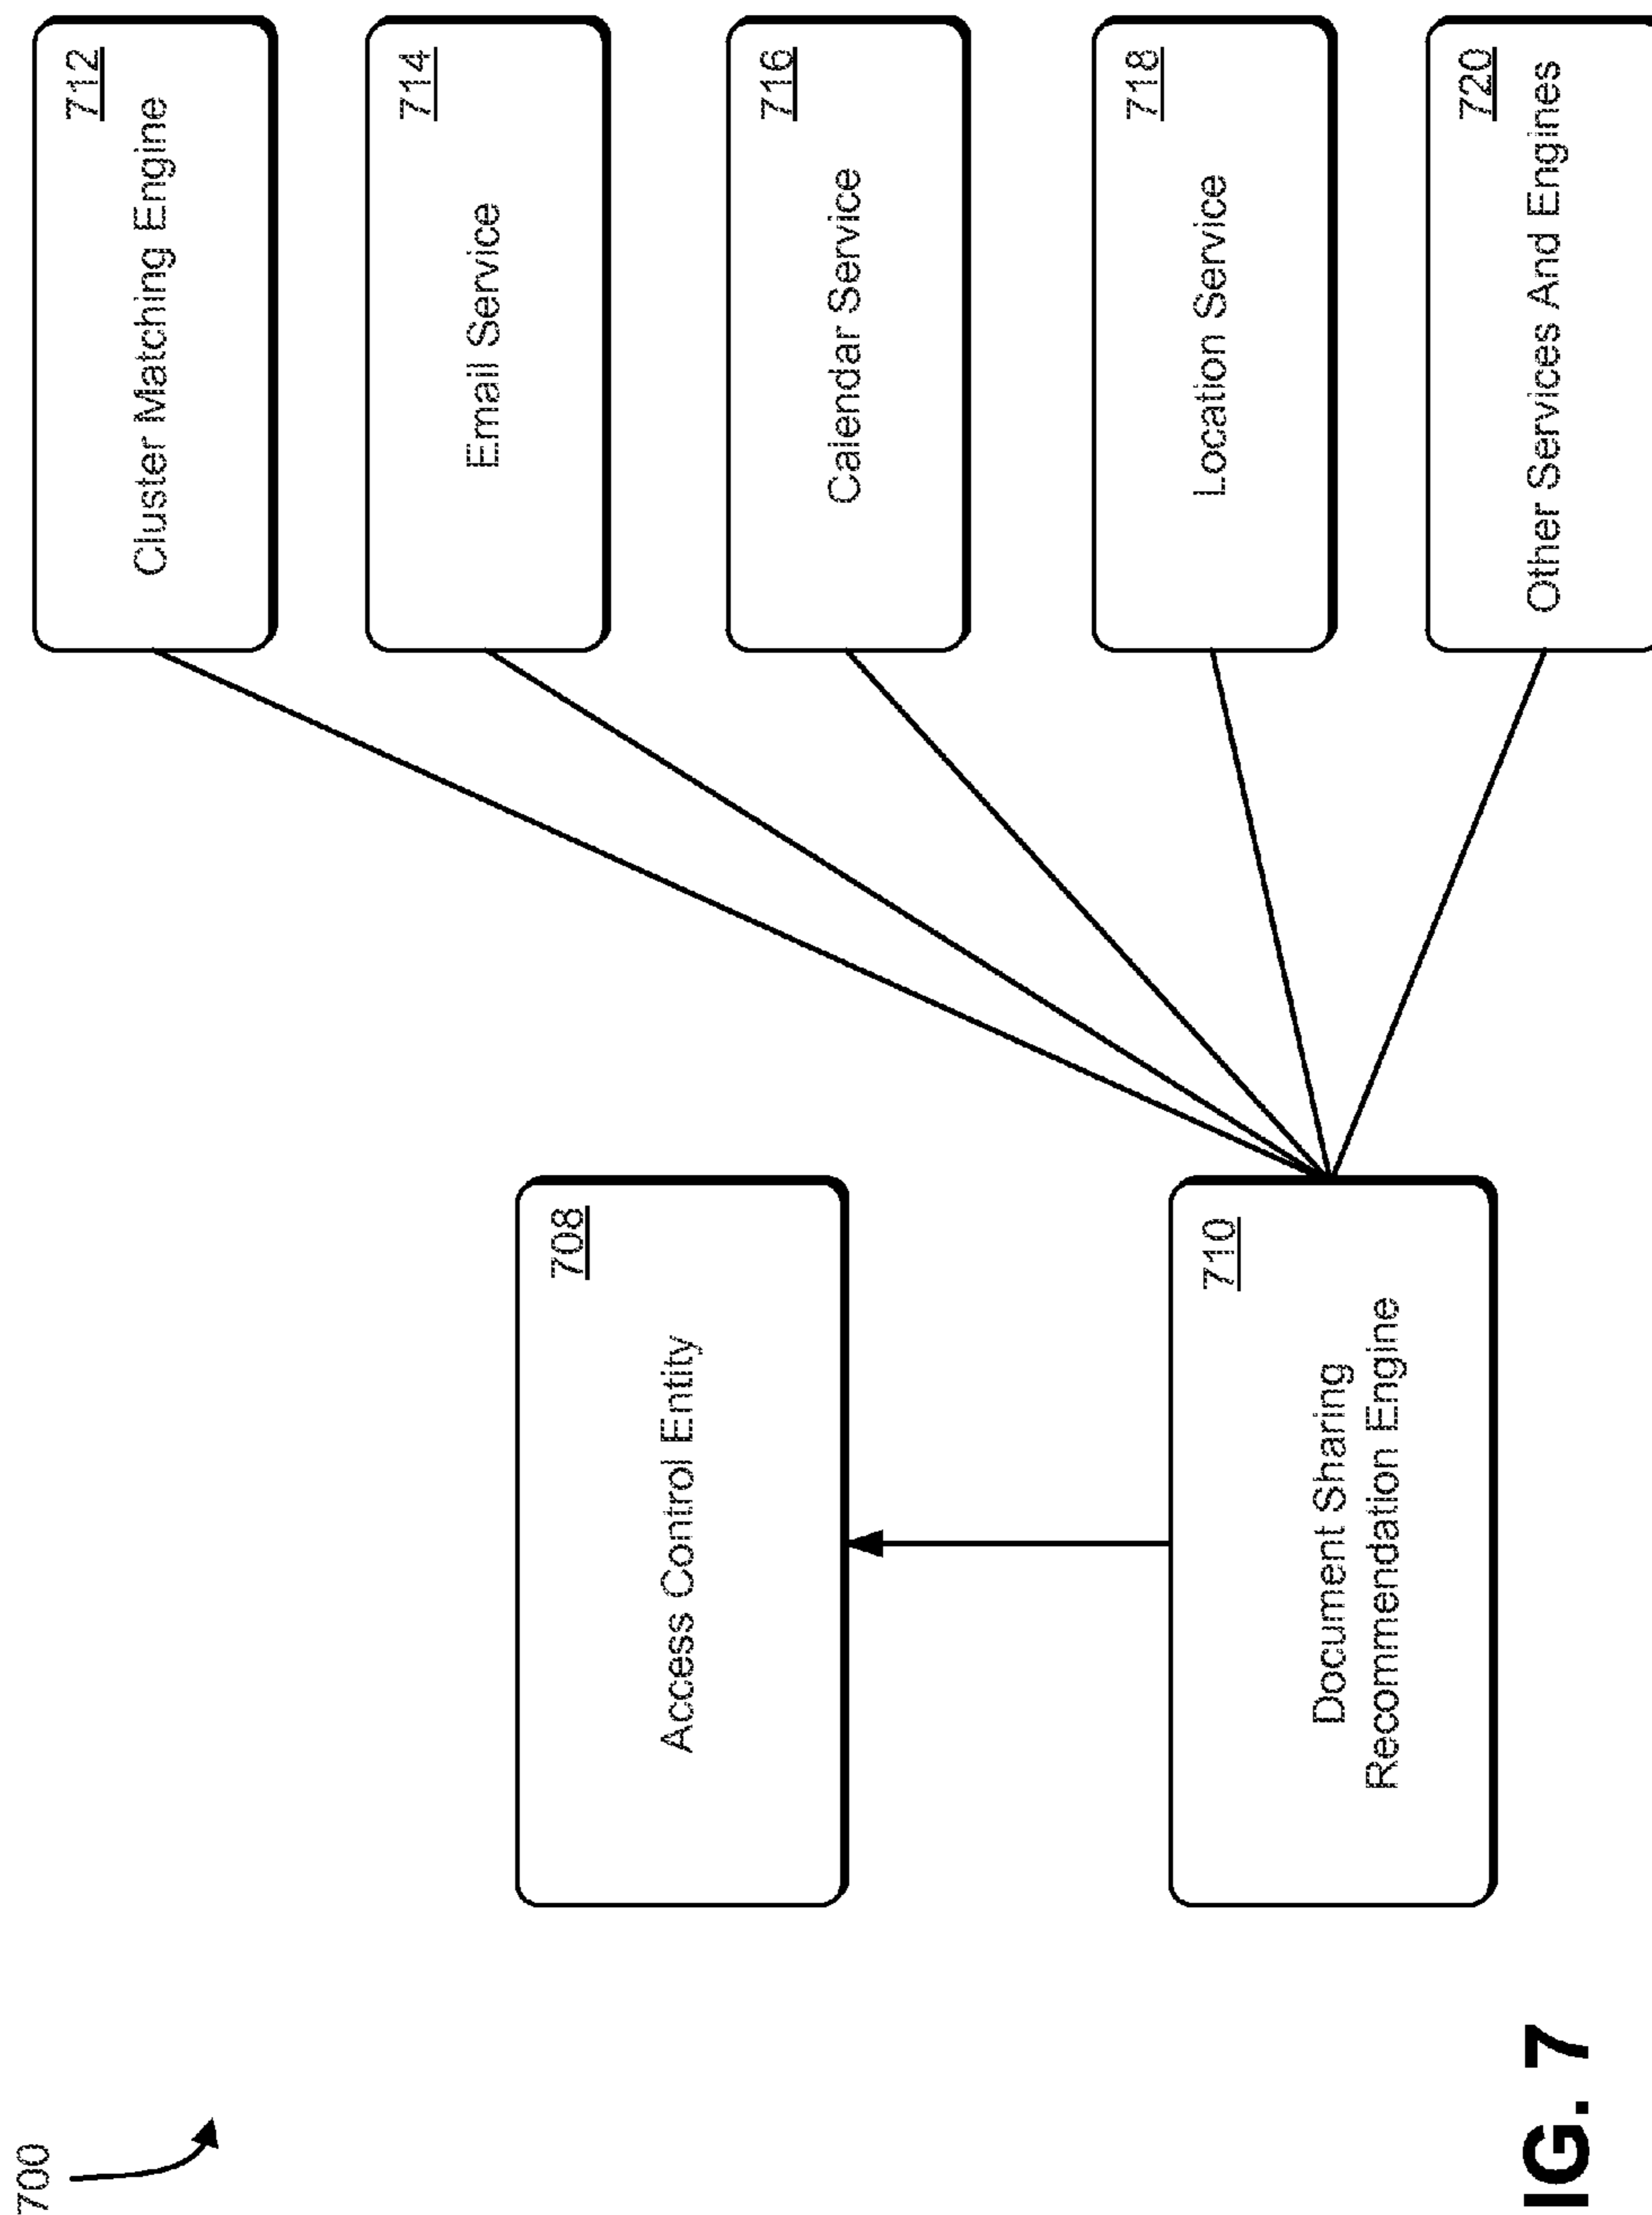 700
712
Cluster Matching Engine
714
Email Service
708
Access Control Entity
716
Calendar Service
718
Location Service
710
Document Sharing
Recommendation Engine
720
Other Services And Engines
IG. 7